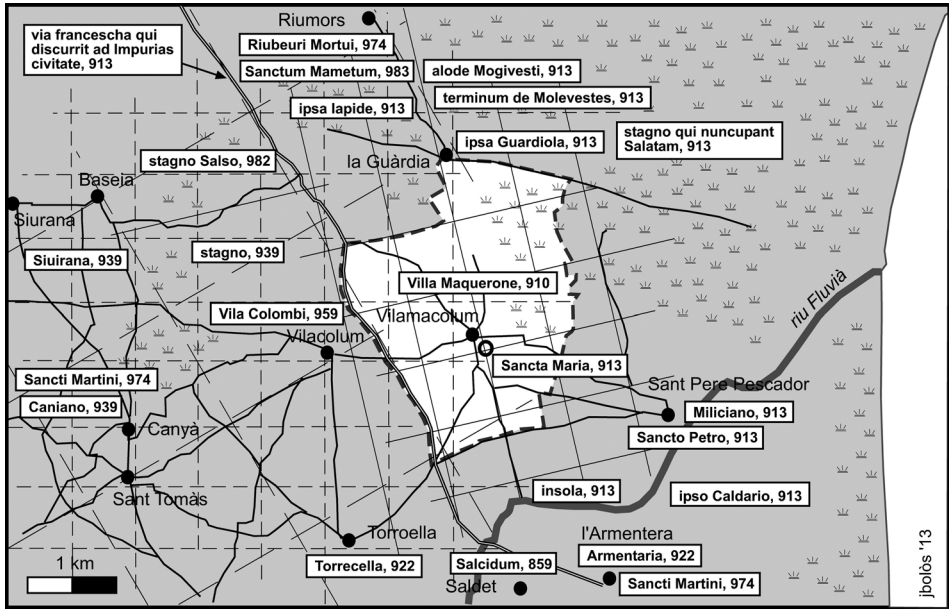 Riumors
via francescha qui
discurrit ad Impurias
civitate, 913
Riubeuri Mortui, 974
Sanctum Mametum, 983
alode Mogivesti, 913
terminum de Molevestes, 913
ipsa lapide, 913
ipsa Guardiola, 913
stagno qui nuncupant
Salatam, 913
stagno Salso, 982
la Guàrdia
Baseia
Siurana
Siuirana, 939
stagno, 939
Villa Maquerone, 910
riu Fluvià
Vila Colombi, 959
Vilamacolum
Vilacolum
Sancta Maria, 913
Sancti Martini, 974
Sant Pere Pescador
Caniano, 939
Miliciano, 913
Canyà
Sancto Petro, 913
Sant Tomàs
insola, 913
ipso Caldario, 913
Torroella
l'Armentera
1 km
Torrecella, 922
Salcidum, 859
Armentaria, 922
Saldet
Sancti Martini, 974
jbolòs '13